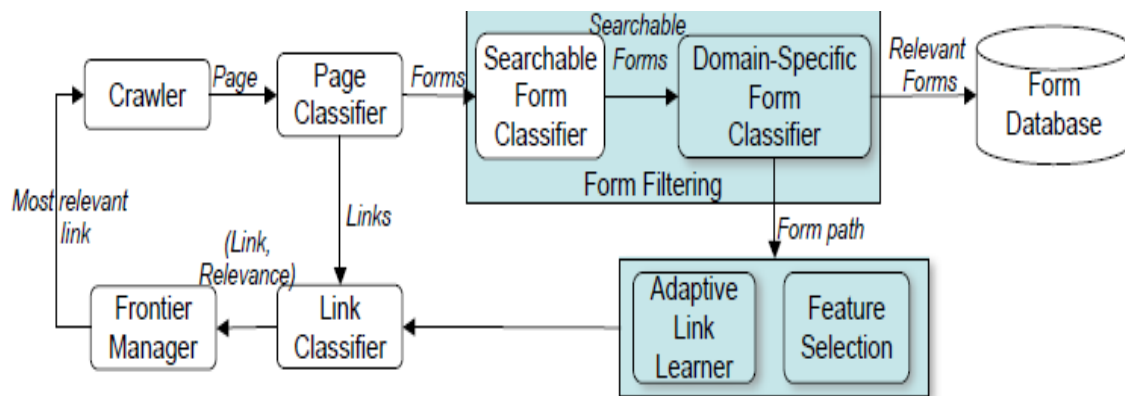 Crawler
Page
Page
Classifier
Forms
Searchable
Form
Classifier
Searchable
Forms
Domain-Specific
Form
Classifier
Form Filtering
Relevant
Forms
Form
Database
Most relevant
link
Links
Form path
(Link,
Relevance)
Frontier
Manager
Link
Classifier
Adaptive
Link
Learner
Feature
Selection